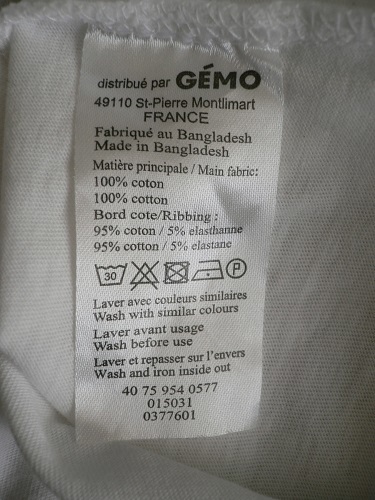 distribué par GÉMO
49110 St-Pierre Montlimart
FRANCE
Fabriqué au Bangladesh
Made in Bangladesh
Matière principale / Main fabric:
100% coton
100% cotton
Bord cote/Ribbing :
95% coton / 5% elasthanne
95% cotton / 5% elastane
30 P
Laver avec couleurs similaires
Wash with similar colours
Laver avant usage
Wash before use
Laver et repasser sur l'envers
Wash and iron inside out
40 75 954 0577
015031
0377601